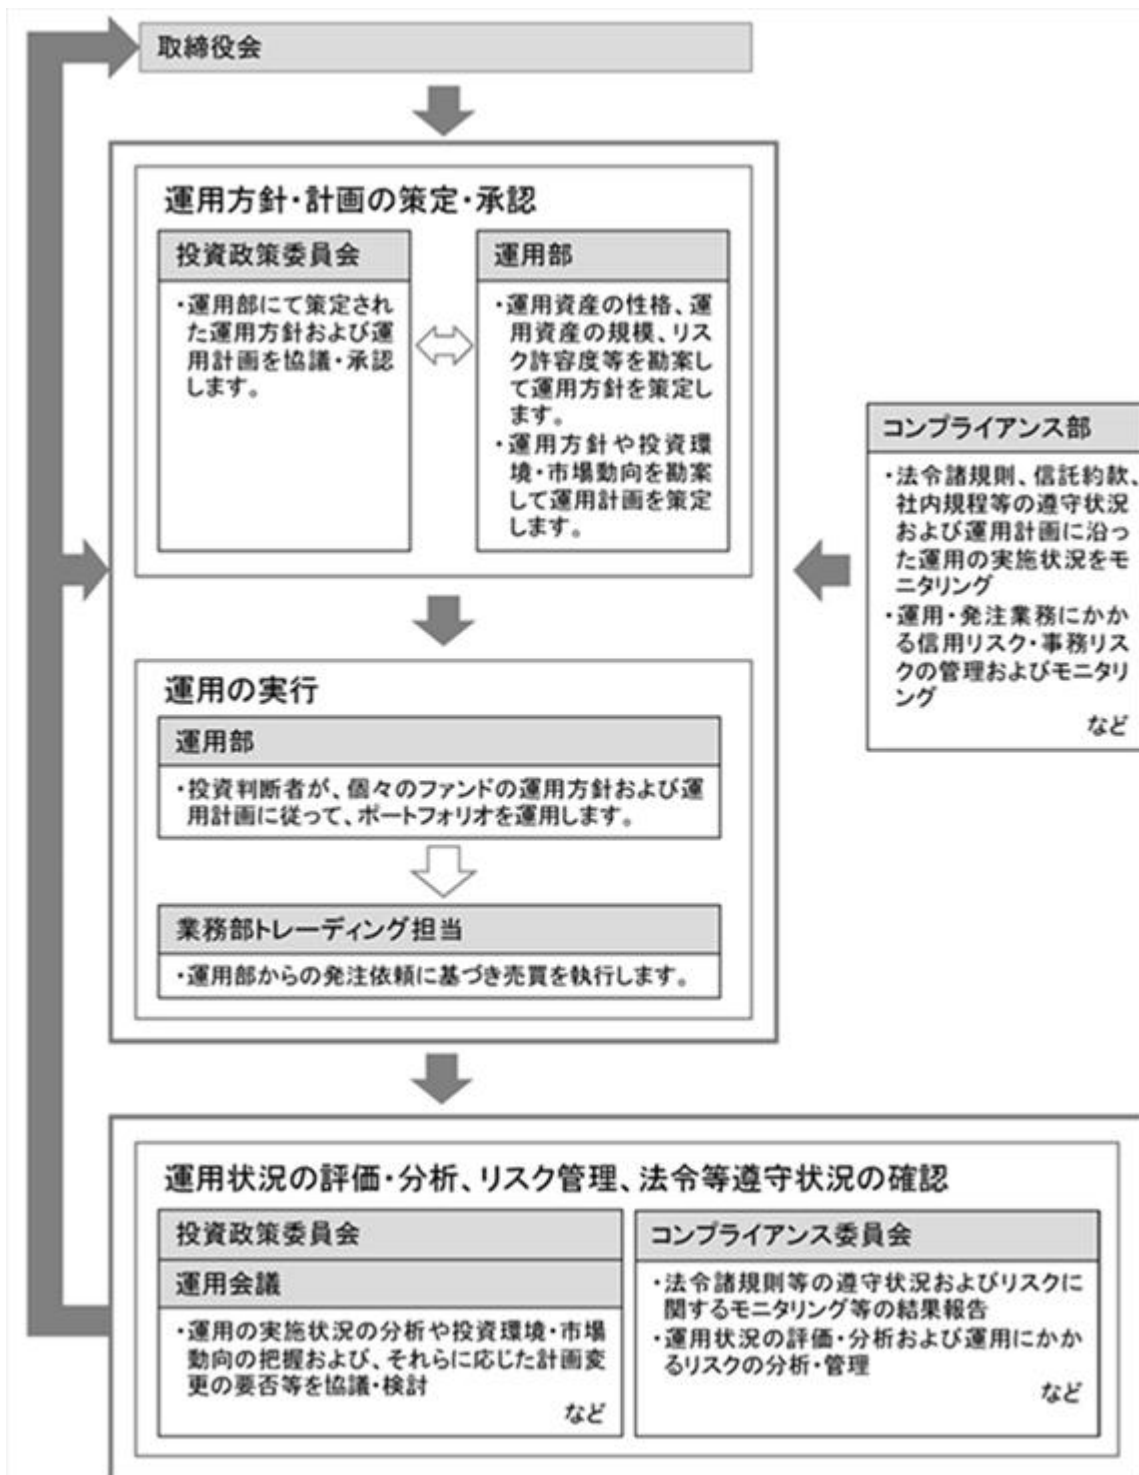 取締役会
運用方針・計画の策定・承認
投資政策委員会
・運用部にて策定され
た運用方針および運
用計画を協議・承認
します。
運用部
・運用資産の性格、運
用資産の規模、リス
ク許容度等を勘案し
て運用方針を策定し
ます。
・運用方針や投資環
境・市場動向を勘案
して運用計画を策定
します。
コンプライアンス部
・法令諸規則、信託約款、
社内規程等の遵守状況
および運用計画に沿っ
た運用の実施状況をモ
ニタリング
・運用・発注業務にかか
る信用リスク・事務リス
クの管理およびモニタリ
ング
など
運用の実行
運用部
・投資判断者が、個々のファンドの運用方針および運
用計画に従って、ポートフォリオを運用します。
業務部トレーディング担当
・運用部からの発注依頼に基づき売買を執行します。
運用状況の評価・分析、リスク管理、法令等遵守状況の確認
投資政策委員会
運用会議
・運用の実施状況の分析や投資環境・市場
動向の把握および、それらに応じた計画変
更の要否等を協議・検討
など
コンプライアンス委員会
・法令諸規則等の遵守状況およびリスクに
関するモニタリング等の結果報告
・運用状況の評価・分析および運用にかか
るリスクの分析・管理
など